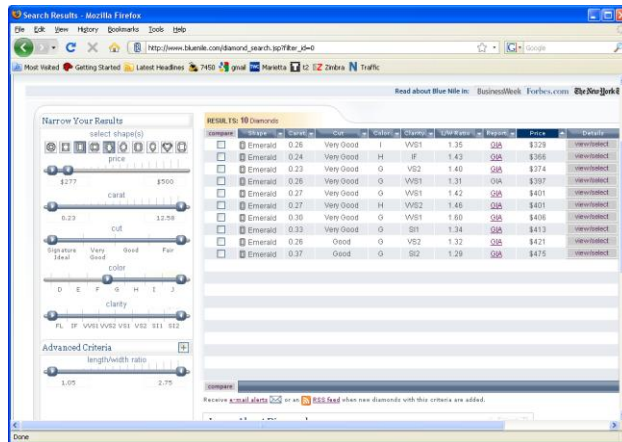 Search Results - Mozilla Firefox
File Edit View History Bookmarks Tools Help
http://www.bluenile.com/diamond_search.jsp?filter_id=0
Google
Most Visited Getting Started Latest Headlines 7450 gmail Marietta t2 Zimbra Traffic
Read about Blue Nile in: BusinessWeek Forbes.com The New York
Narrow Your Results
select shape(s)
price
$277 $500
carat
0.23 12.58
cut
Signature Ideal Very Good Good Fair
color
D E F G H I J
clarity
FL IF VVS1 VVS2 VS1 VS2 SI1 SI2
Advanced Criteria
length/width ratio
1.05 2.75
RESULTS: 10 Diamonds
compare Shape Carat Cut Color Clarity L/W Ratio Report Price Details
Emerald 0.26 Very Good I VVS1 1.35 GIA $329 view/select
Emerald 0.24 Very Good H IF 1.43 GIA $366 view/select
Emerald 0.23 Very Good G VS2 1.40 GIA $374 view/select
Emerald 0.26 Very Good G VVS1 1.31 GIA $397 view/select
Emerald 0.27 Very Good G VVS1 1.42 GIA $401 view/select
Emerald 0.27 Very Good H VVS2 1.46 GIA $401 view/select
Emerald 0.30 Very Good G VVS1 1.60 GIA $406 view/select
Emerald 0.33 Very Good G SI1 1.34 GIA $413 view/select
Emerald 0.26 Good G VS2 1.32 GIA $421 view/select
Emerald 0.37 Good G SI2 1.29 GIA $475 view/select
compare
Receive e-mail alerts or an RSS feed when new diamonds with this criteria are added.
Done